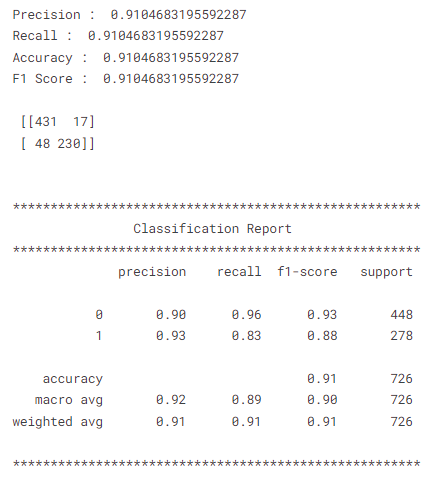 Precision :  0.9104683195592287
Recall :  0.9104683195592287
Accuracy :  0.9104683195592287
F1 Score :  0.9104683195592287
[[431  17]
[ 48 230]]
******************************************************
Classification Report
******************************************************
precision    recall  f1-score   support
0       0.90      0.96      0.93       448
1       0.93      0.83      0.88       278
accuracy                           0.91       726
macro avg       0.92      0.89      0.90       726
weighted avg       0.91      0.91      0.91       726
******************************************************